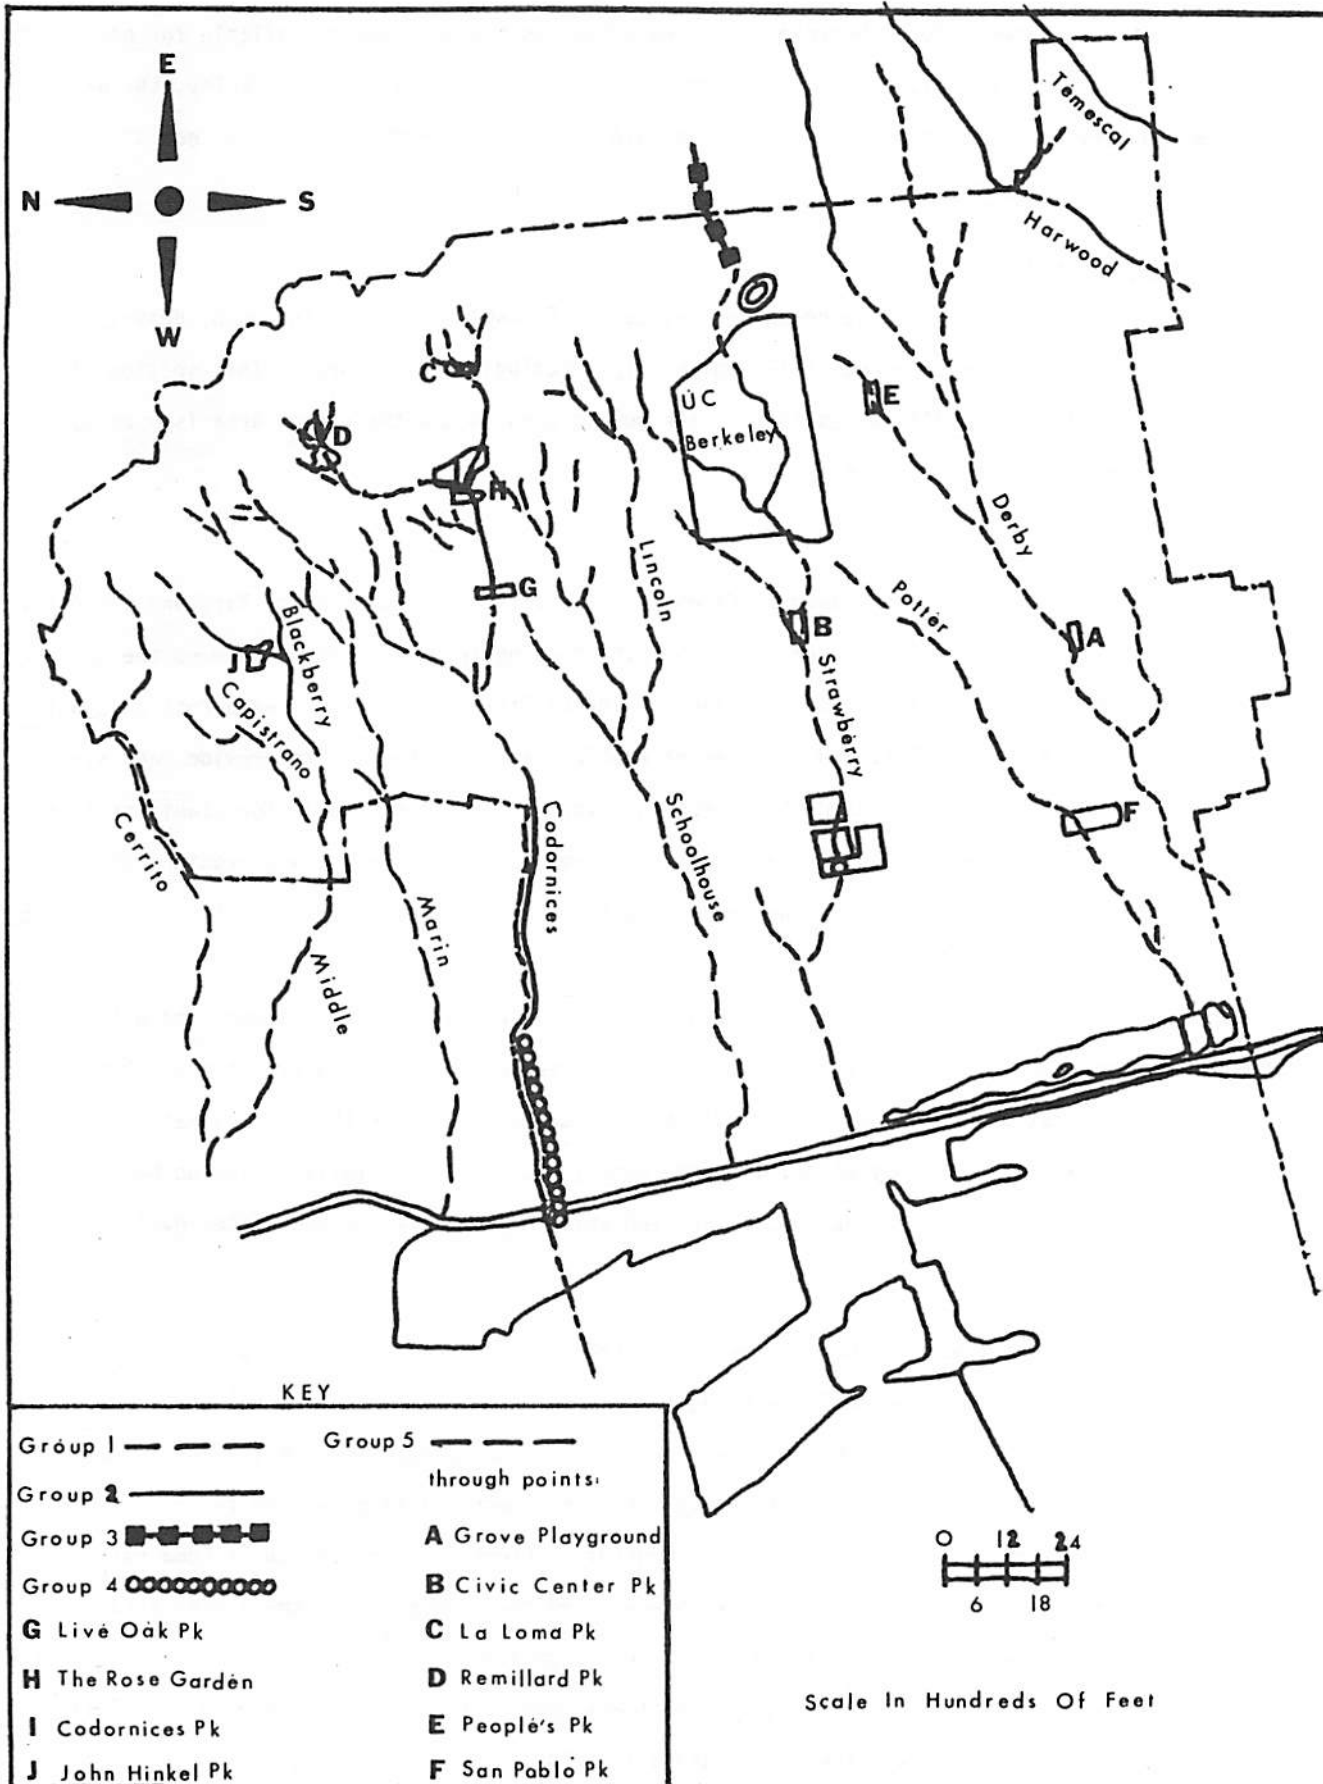 E
N
S
W
Temescal
Harwood
C
UC
Berkeley
E
D
I
H
Derby
G
Lincoln
Potter
Blackberry
B
A
J
Strawberry
Capistrano
Cerrito
Codornices
Schoolhouse
F
Marin
Middle
KEY
Group 1
Group 2
Group 3
Group 4
G Live Oak Pk
H The Rose Garden
I Codornices Pk
J John Hinkel Pk
Group 5
through points:
A Grove Playground
B Civic Center Pk
C La Loma Pk
D Remillard Pk
E People's Pk
F San Pablo Pk
0 12 24
6 18
Scale In Hundreds Of Feet